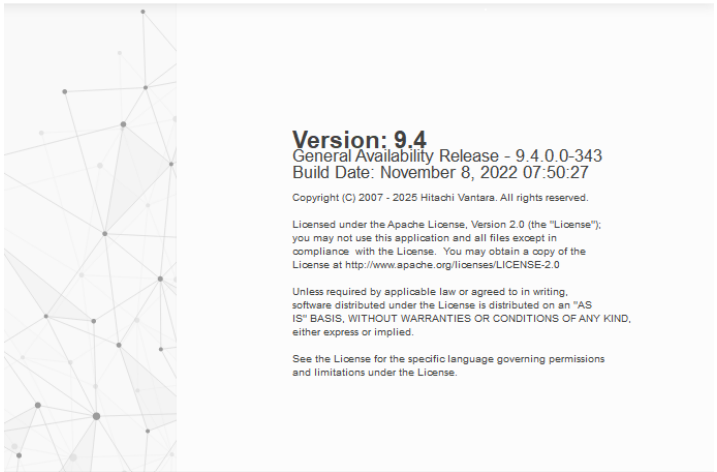 Version: 9.4
General Availability Release - 9.4.0.0-343
Build Date: November 8, 2022 07:50:27
Copyright (C) 2007 - 2025 Hitachi Vantara. All rights reserved.
Licensed under the Apache License, Version 2.0 (the "License");
you may not use this application and all files except in
compliance  with the License.  You may obtain a copy of the
License at http://www.apache.org/licenses/LICENSE-2.0
Unless required by applicable law or agreed to in writing,
software distributed under the License is distributed on an "AS
IS" BASIS, WITHOUT WARRANTIES OR CONDITIONS OF ANY KIND,
either express or implied.
See the License for the specific language governing permissions
and limitations under the License.